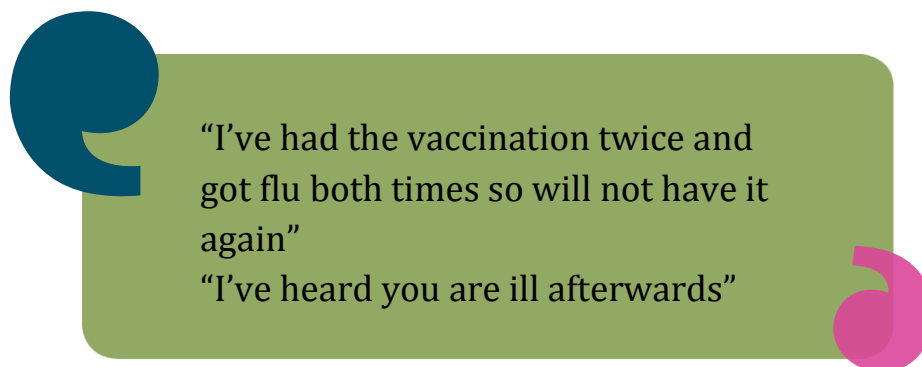 “I’ve had the vaccination twice and
got flu both times so will not have it
again”
“I’ve heard you are ill afterwards”